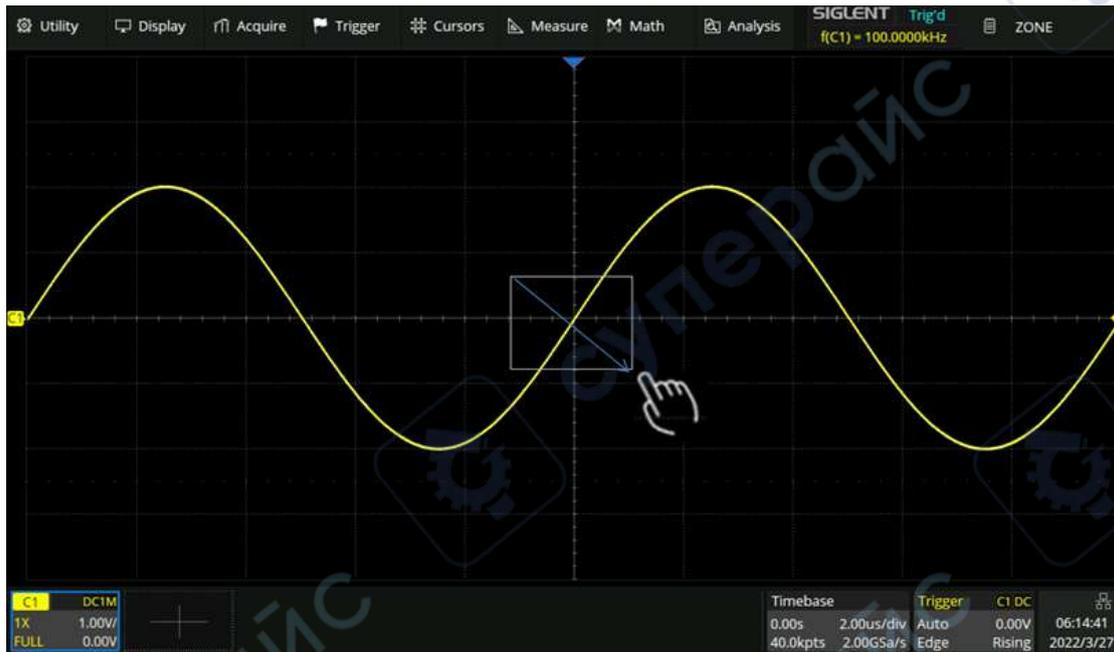 Utility Display Acquire Trigger Cursors Measure Math Analysis SIGLENT Trig'd ZONE
f(C1) = 100.0000kHz
суперайс
C1
C1 DC1M
1X 1.00V/
FULL 0.00V
Timebase
0.00s 2.00us/div
40.0kpts 2.00GSa/s
Trigger C1 DC
Auto 0.00V
Edge Rising
06:14:41
2022/3/27
йс
с